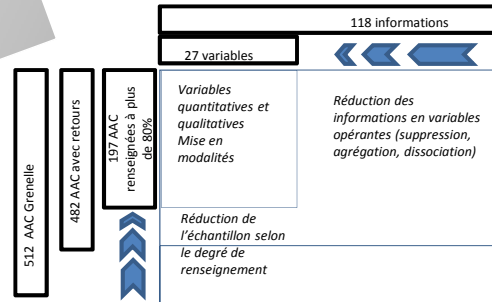 118 informations
27 variables
512 AAC Grenelle
482 AAC avec retours
197 AAC
renseignées à plus
de 80%
Variables
quantitatives et
qualitatives
Mise en
modalités
Réduction des
informations en variables
opérantes (suppression,
agrégation, dissociation)
Réduction de
l'échantillon selon
le degré de
renseignement